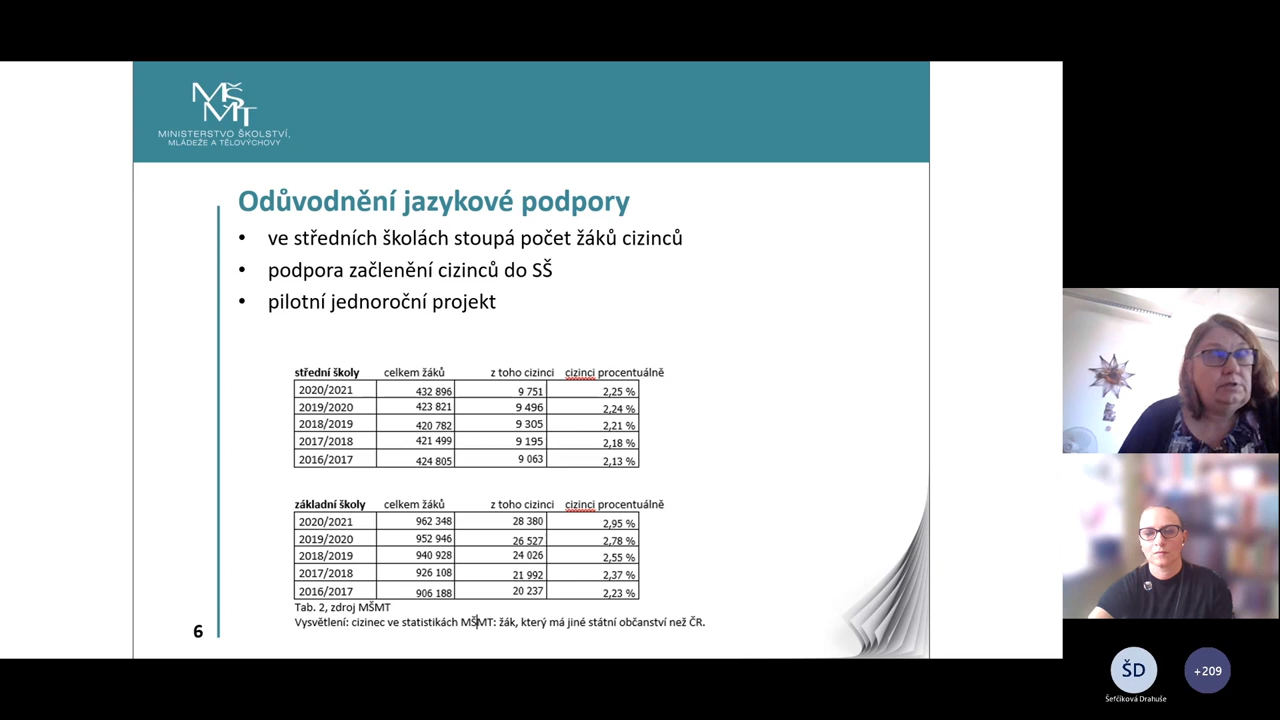 MŠMT
MINISTERSTVO ŠKOLSTVÍ,
MLÁDEŽE A TĚLOVÝCHOVY
Odůvodnění jazykové podpory
• ve středních školách stoupá počet žáků cizinců
• podpora začlenění cizinců do SŠ
• pilotní jednoroční projekt
střední školy celkem žáků z toho cizinci cizinci procentuálně
2020/2021 432 896 9 751 2,25 %
2019/2020 423 821 9 496 2,24 %
2018/2019 420 782 9 305 2,21 %
2017/2018 421 499 9 195 2,18 %
2016/2017 424 805 9 063 2,13 %
základní školy celkem žáků z toho cizinci cizinci procentuálně
2020/2021 962 348 28 380 2,95 %
2019/2020 952 946 26 527 2,78 %
2018/2019 940 928 24 026 2,55 %
2017/2018 926 108 21 992 2,37 %
2016/2017 906 188 20 237 2,23 %
Tab. 2, zdroj MŠMT
Vysvětlení: cizinec ve statistikách MŠMT: žák, který má jiné státní občanství než ČR.
6
ŠD
+209
Šefčíková Drahuše